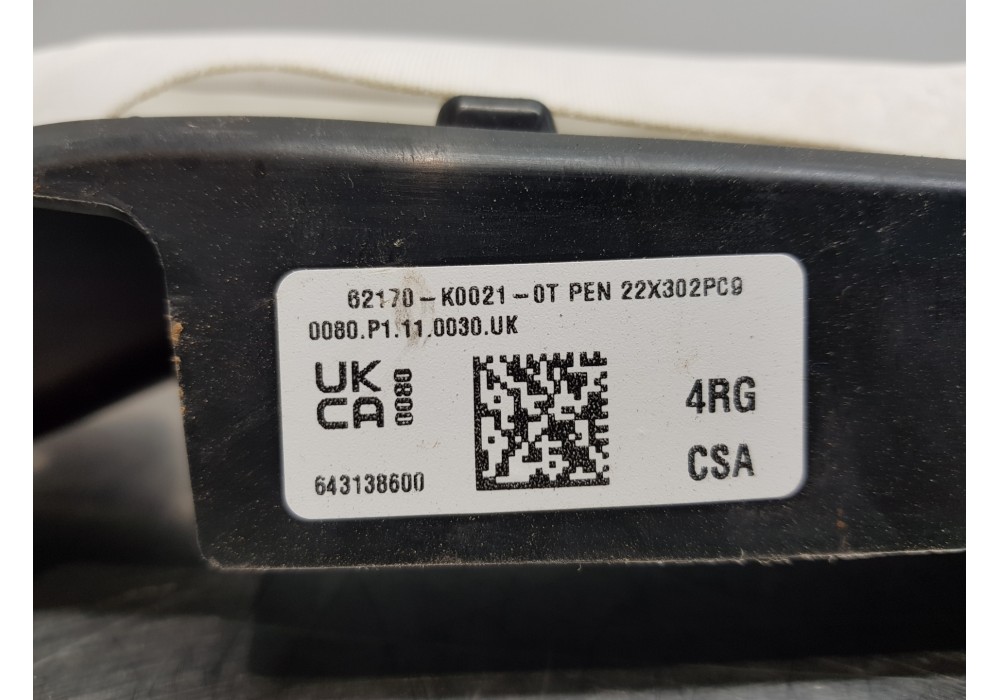 62170-K0021-0T PEN 22X302PC9
0080.P1.11.0030.UK
UK
CA
0080
4RG
CSA
643138600